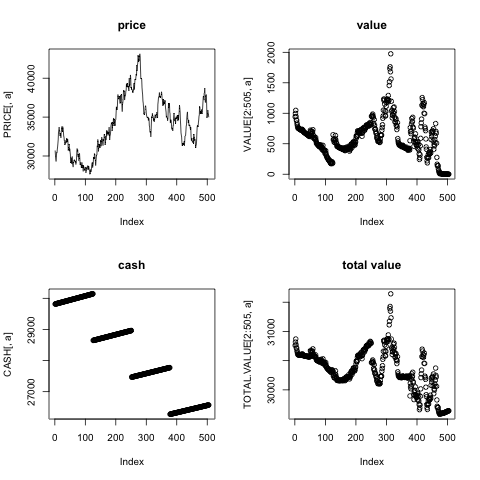 price
PRICE[, a]
30000 35000 40000
0 100 200 300 400 500
Index
value
VALUE[2:505, a]
0 500 1000 1500 2000
0 100 200 300 400 500
Index
cash
CASH[, a]
27000 29000
0 100 200 300 400 500
Index
total value
TOTAL.VALUE[2:505, a]
30000 31000
0 100 200 300 400 500
Index